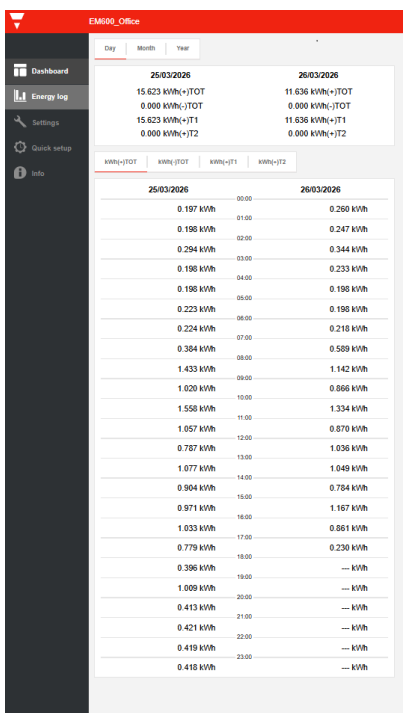 EM600_Office
Day Month Year
Dashboard
Energy log
Settings
Quick setup
Info
25/03/2026 26/03/2026
15.623 kWh(+)TOT 11.636 kWh(+)TOT
0.000 kWh(-)TOT 0.000 kWh(-)TOT
15.623 kWh(+)T1 11.636 kWh(+)T1
0.000 kWh(+)T2 0.000 kWh(+)T2
kWh(+)TOT kWh(-)TOT kWh(+)T1 kWh(+)T2
25/03/2026 26/03/2026
00:00
0.197 kWh 0.260 kWh
01:00
0.198 kWh 0.247 kWh
02:00
0.294 kWh 0.344 kWh
03:00
0.198 kWh 0.233 kWh
04:00
0.198 kWh 0.198 kWh
05:00
0.223 kWh 0.198 kWh
06:00
0.224 kWh 0.218 kWh
07:00
0.384 kWh 0.589 kWh
08:00
1.433 kWh 1.142 kWh
09:00
1.020 kWh 0.866 kWh
10:00
1.558 kWh 1.334 kWh
11:00
1.057 kWh 0.870 kWh
12:00
0.787 kWh 1.036 kWh
13:00
1.077 kWh 1.049 kWh
14:00
0.904 kWh 0.784 kWh
15:00
0.971 kWh 1.167 kWh
16:00
1.033 kWh 0.861 kWh
17:00
0.779 kWh 0.230 kWh
18:00
0.396 kWh --- kWh
19:00
1.009 kWh --- kWh
20:00
0.413 kWh --- kWh
21:00
0.421 kWh --- kWh
22:00
0.419 kWh --- kWh
23:00
0.418 kWh --- kWh